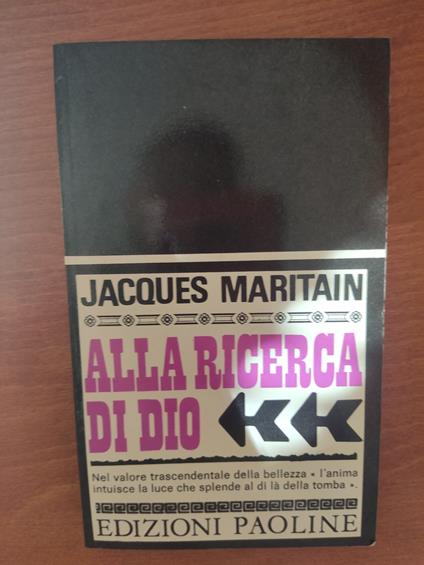 JACQUES MARITAIN
ALLA RICERCA
DI DIO
Nel valore trascendentale della bellezza « l'anima
intuisce la luce che splende al di là della tomba ».
EDIZIONI PAOLINE